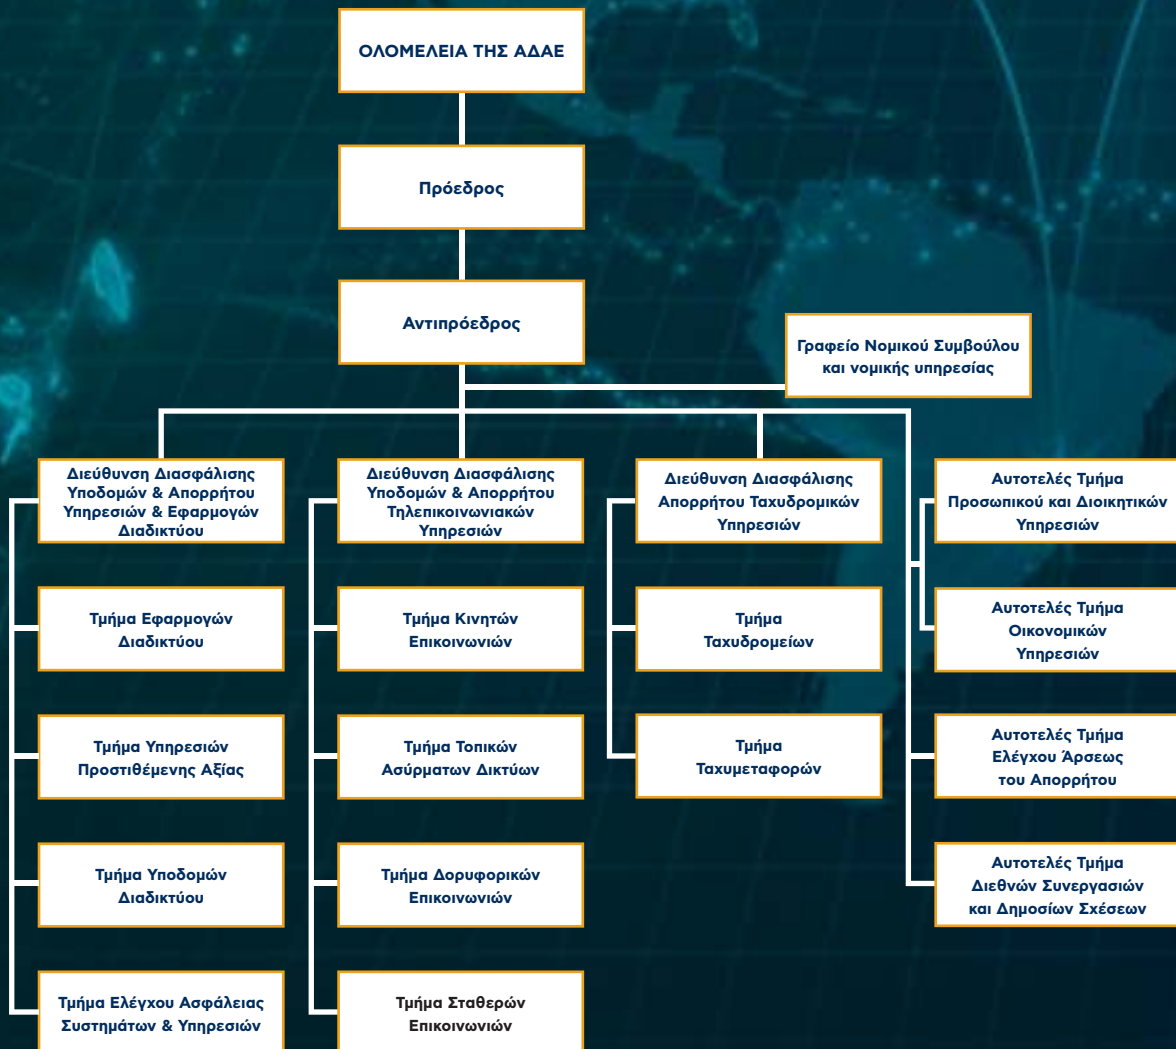 ΟΛΟΜΕΛΕΙΑ ΤΗΣ ΑΔΑΕ
Πρόεδρος
Αντιπρόεδρος
Γραφείο Νομικού Συμβούλου
και νομικής υπηρεσίας
Διεύθυνση Διασφάλισης
Υποδομών & Απορρήτου
Υπηρεσιών & Εφαρμογών
Διαδικτύου
Τμήμα Εφαρμογών
Διαδικτύου
Τμήμα Υπηρεσιών
Προστιθέμενης Αξίας
Τμήμα Υποδομών
Διαδικτύου
Τμήμα Ελέγχου Ασφάλειας
Συστημάτων & Υπηρεσιών
Διεύθυνση Διασφάλισης
Υποδομών & Απορρήτου
Τηλεπικοινωνιακών
Υπηρεσιών
Τμήμα Κινητών
Επικοινωνιών
Τμήμα Τοπικών
Ασύρματων Δικτύων
Τμήμα Δορυφορικών
Επικοινωνιών
Τμήμα Σταθερών
Επικοινωνιών
Διεύθυνση Διασφάλισης
Απορρήτου Ταχυδρομικών
Υπηρεσιών
Τμήμα
Ταχυδρομείων
Τμήμα
Ταχυμεταφορών
Αυτοτελές Τμήμα
Προσωπικού και Διοικητικών
Υπηρεσιών
Αυτοτελές Τμήμα
Οικονομικών
Υπηρεσιών
Αυτοτελές Τμήμα
Ελέγχου Άρσεως
του Απορρήτου
Αυτοτελές Τμήμα
Διεθνών Συνεργασιών
και Δημοσίων Σχέσεων